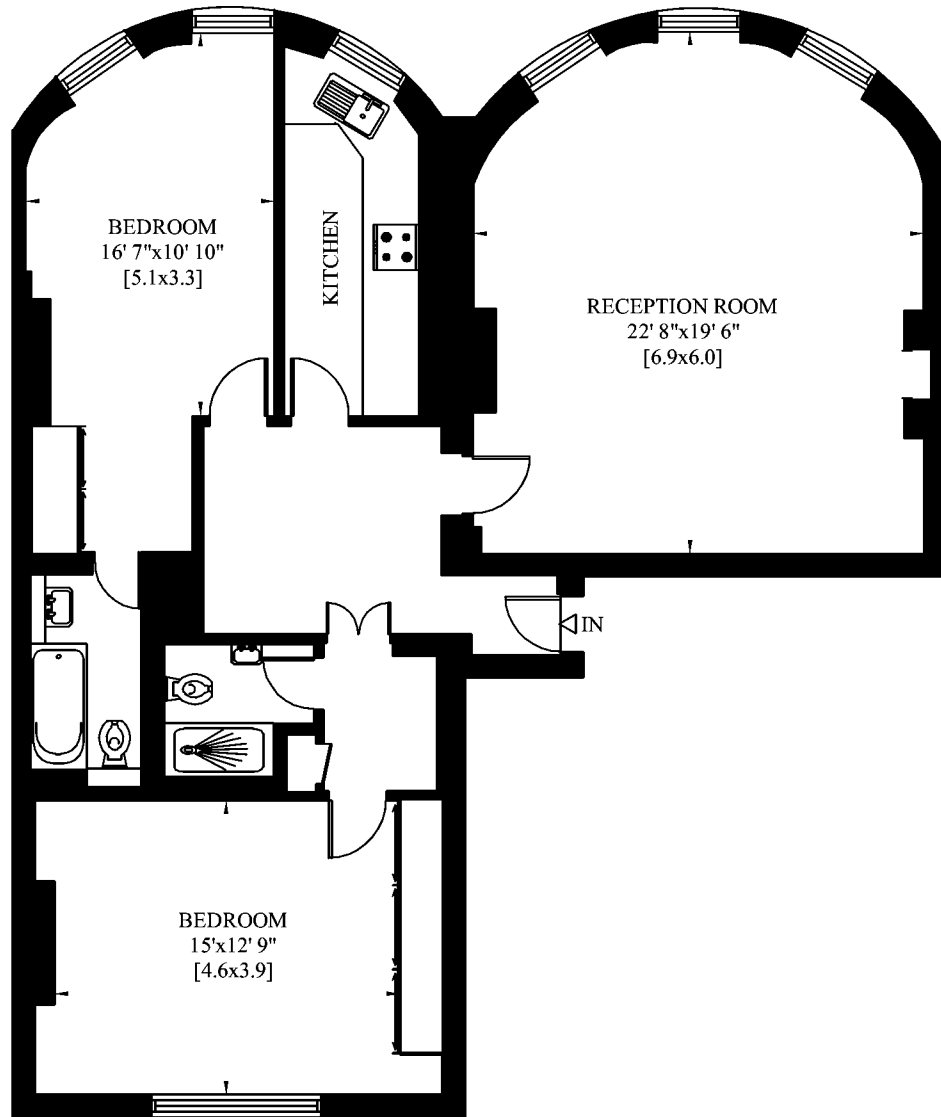 BEDROOM
16' 7"x10' 10"
[5.1x3.3]
KITCHEN
RECEPTION ROOM
22' 8"x19' 6"
[6.9x6.0]
IN
BEDROOM
15'x12' 9"
[4.6x3.9]